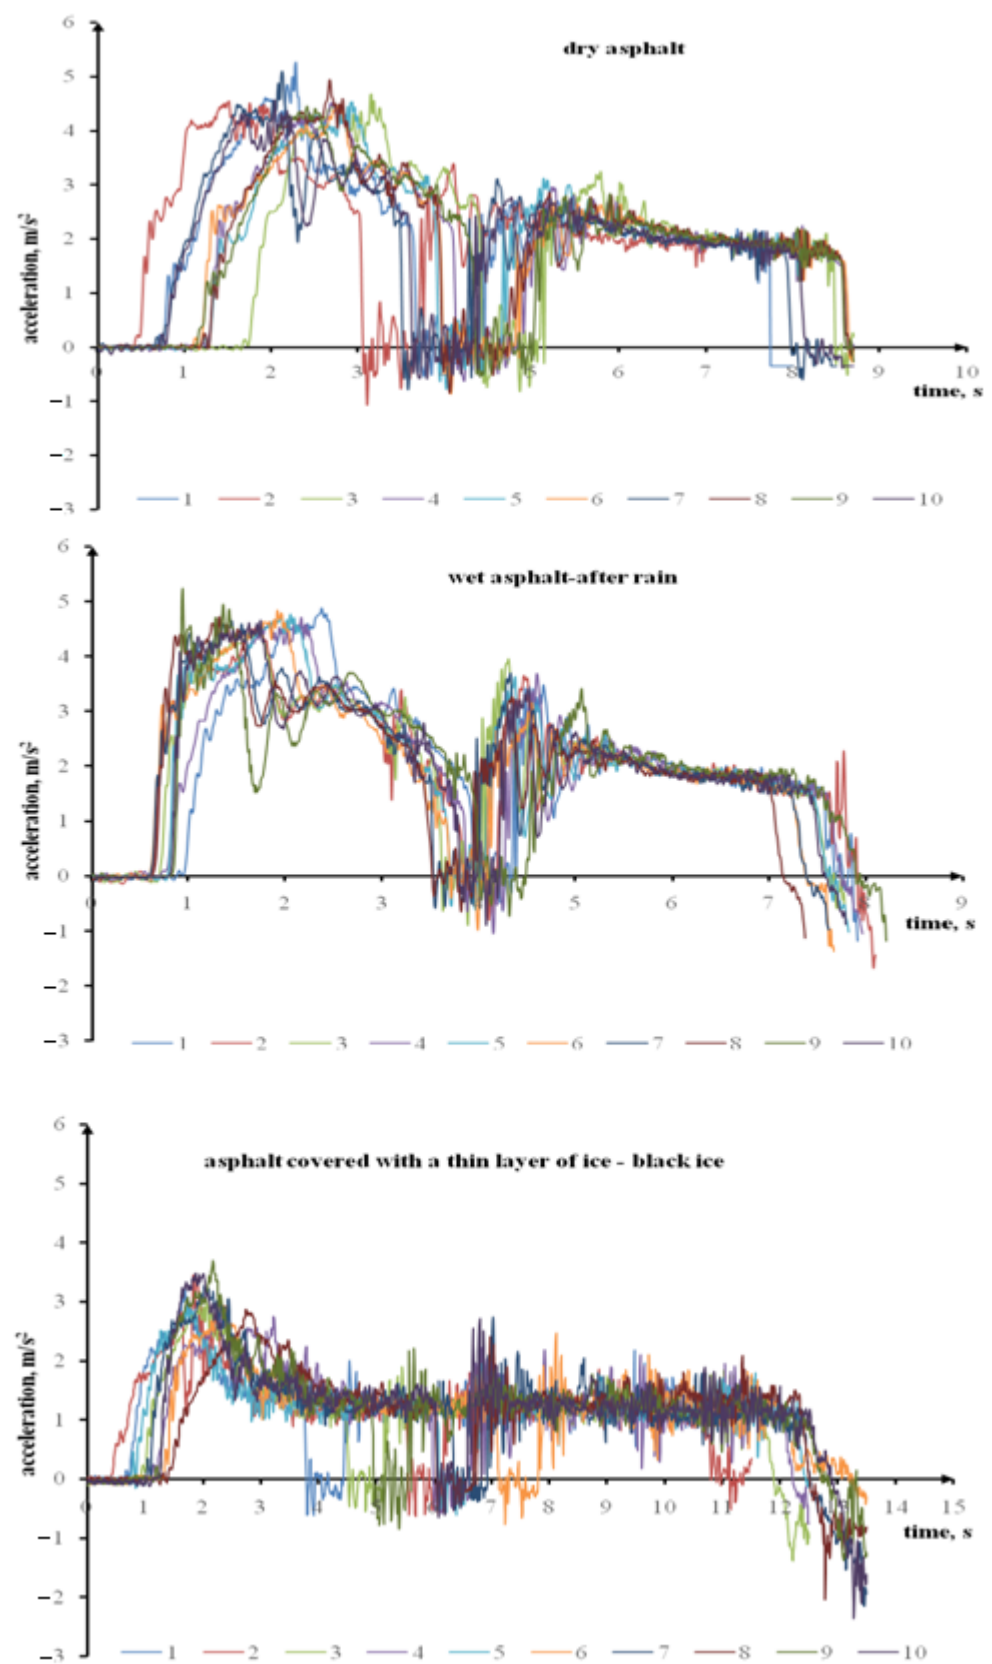 6
dry asphalt
5
4
3
2
1
0
acceleration, m/s²
1 2 3 6 7 8 9 10
time, s
−1
−2
−3
1 2 3 4 5 6 7 8 9 10
6
wet asphalt-after rain
5
4
3
2
1
0
acceleration, m/s²
0 1 2 3 5 6 7 8 9
time, s
−1
−2
−3
1 2 3 4 5 6 7 8 9 10
6
asphalt covered with a thin layer of ice - black ice
5
4
3
2
1
0
acceleration, m/s²
0 1 2 3 4 5 6 7 8 9 10 11 12 13 14 15
time, s
−1
−2
−3
1 2 3 4 5 6 7 8 9 10